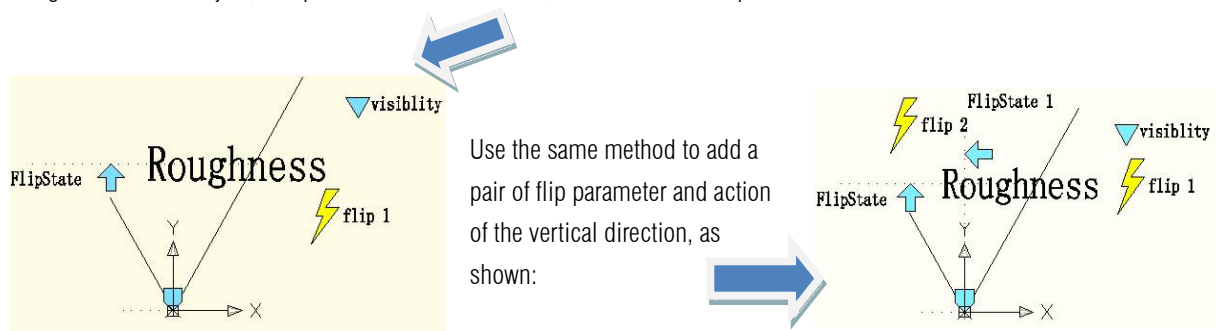 visiblity
Roughness
FlipState
flip 1
Y
X
Use the same method to add a
pair of flip parameter and action
of the vertical direction, as
shown:
FlipState 1
flip 2
visiblity
Roughness
flip 1
FlipState
Y
X